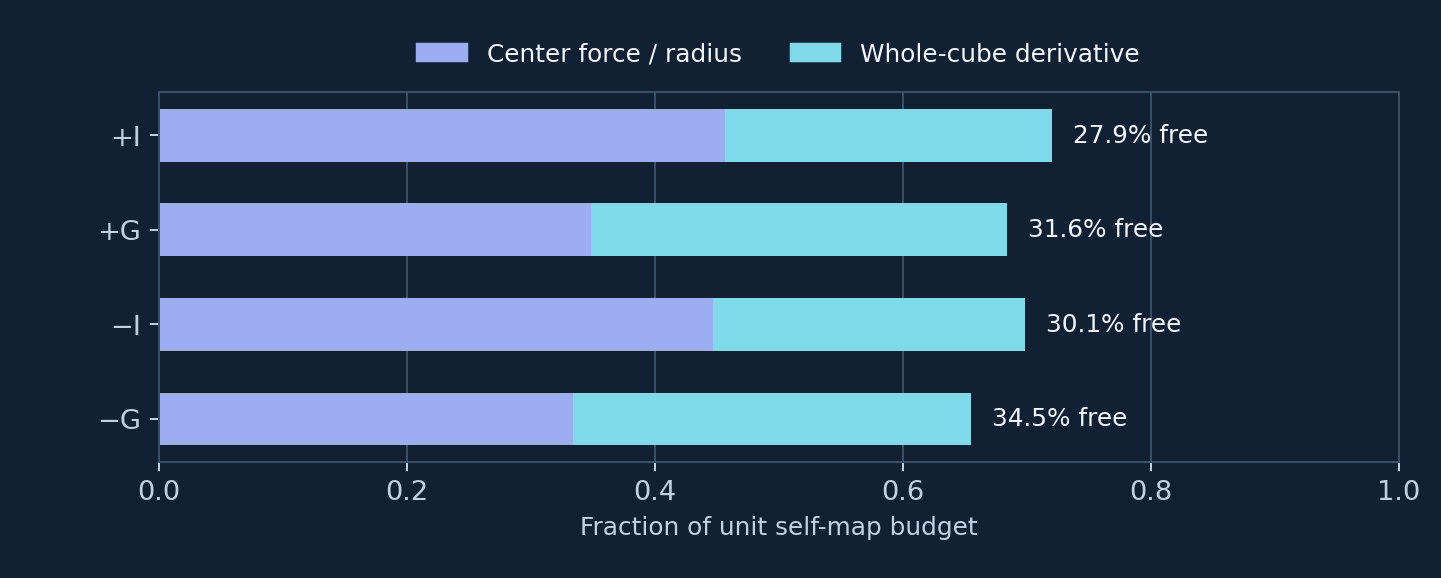 Center force / radius
Whole-cube derivative
+I
27.9% free
+G
31.6% free
−I
30.1% free
−G
34.5% free
0.0 0.2 0.4 0.6 0.8 1.0
Fraction of unit self-map budget